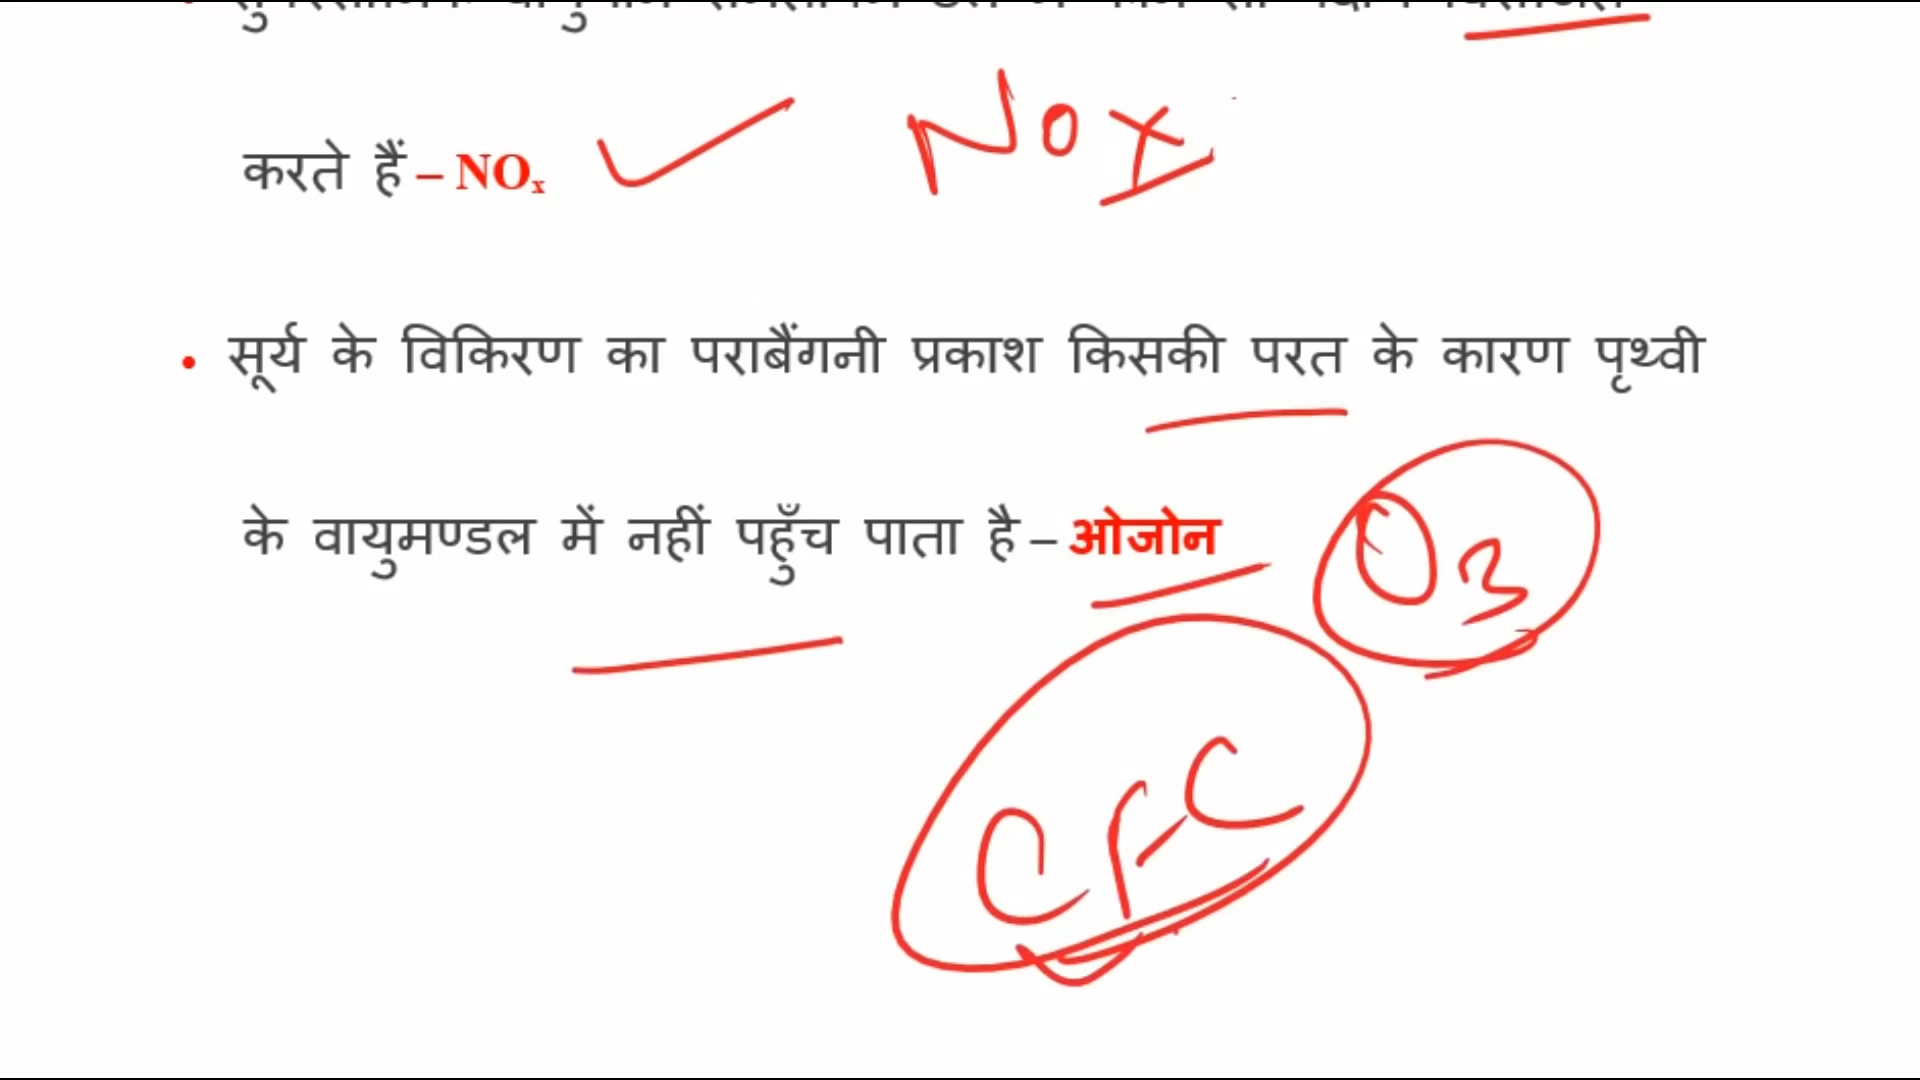 करते हैं – NOₓ
NOx
• सूर्य के विकिरण का पराबैंगनी प्रकाश किसकी परत के कारण पृथ्वी
के वायुमण्डल में नहीं पहुँच पाता है – ओजोन
O3
CFC